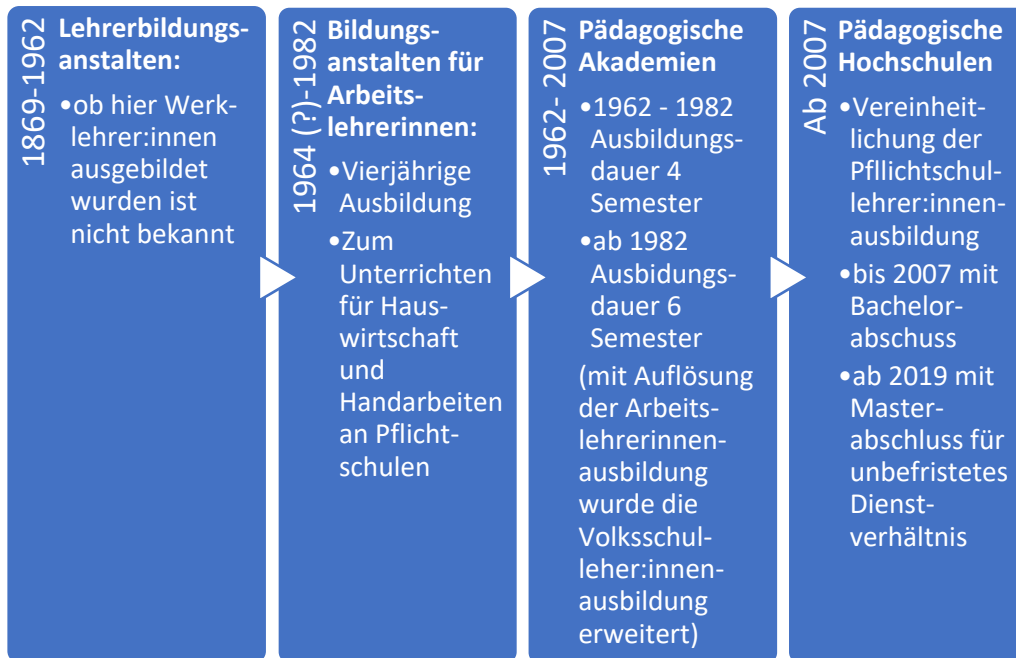 1869-1962
Lehrerbildungs-
anstalten:
•ob hier Werk-
lehrer:innen
ausgebildet
wurden ist
nicht bekannt
1964 (?)-1982
Bildungs-
anstalten für
Arbeits-
lehrerinnen:
•Vierjährige
Ausbildung
•Zum
Unterrichten
für Haus-
wirtschaft
und
Handarbeiten
an Pflicht-
schulen
1962- 2007
Pädagogische
Akademien
•1962 - 1982
Ausbildungs-
dauer 4
Semester
•ab 1982
Ausbidungs-
dauer 6
Semester
(mit Auflösung
der Arbeits-
lehrerinnen-
ausbildung
wurde die
Volksschul-
leher:innen-
ausbildung
erweitert)
Ab 2007
Pädagogische
Hochschulen
•Vereinheit-
lichung der
Pfllichtschul-
lehrer:innen-
ausbildung
•bis 2007 mit
Bachelor-
abschuss
•ab 2019 mit
Master-
abschluss für
unbefristetes
Dienst-
verhältnis